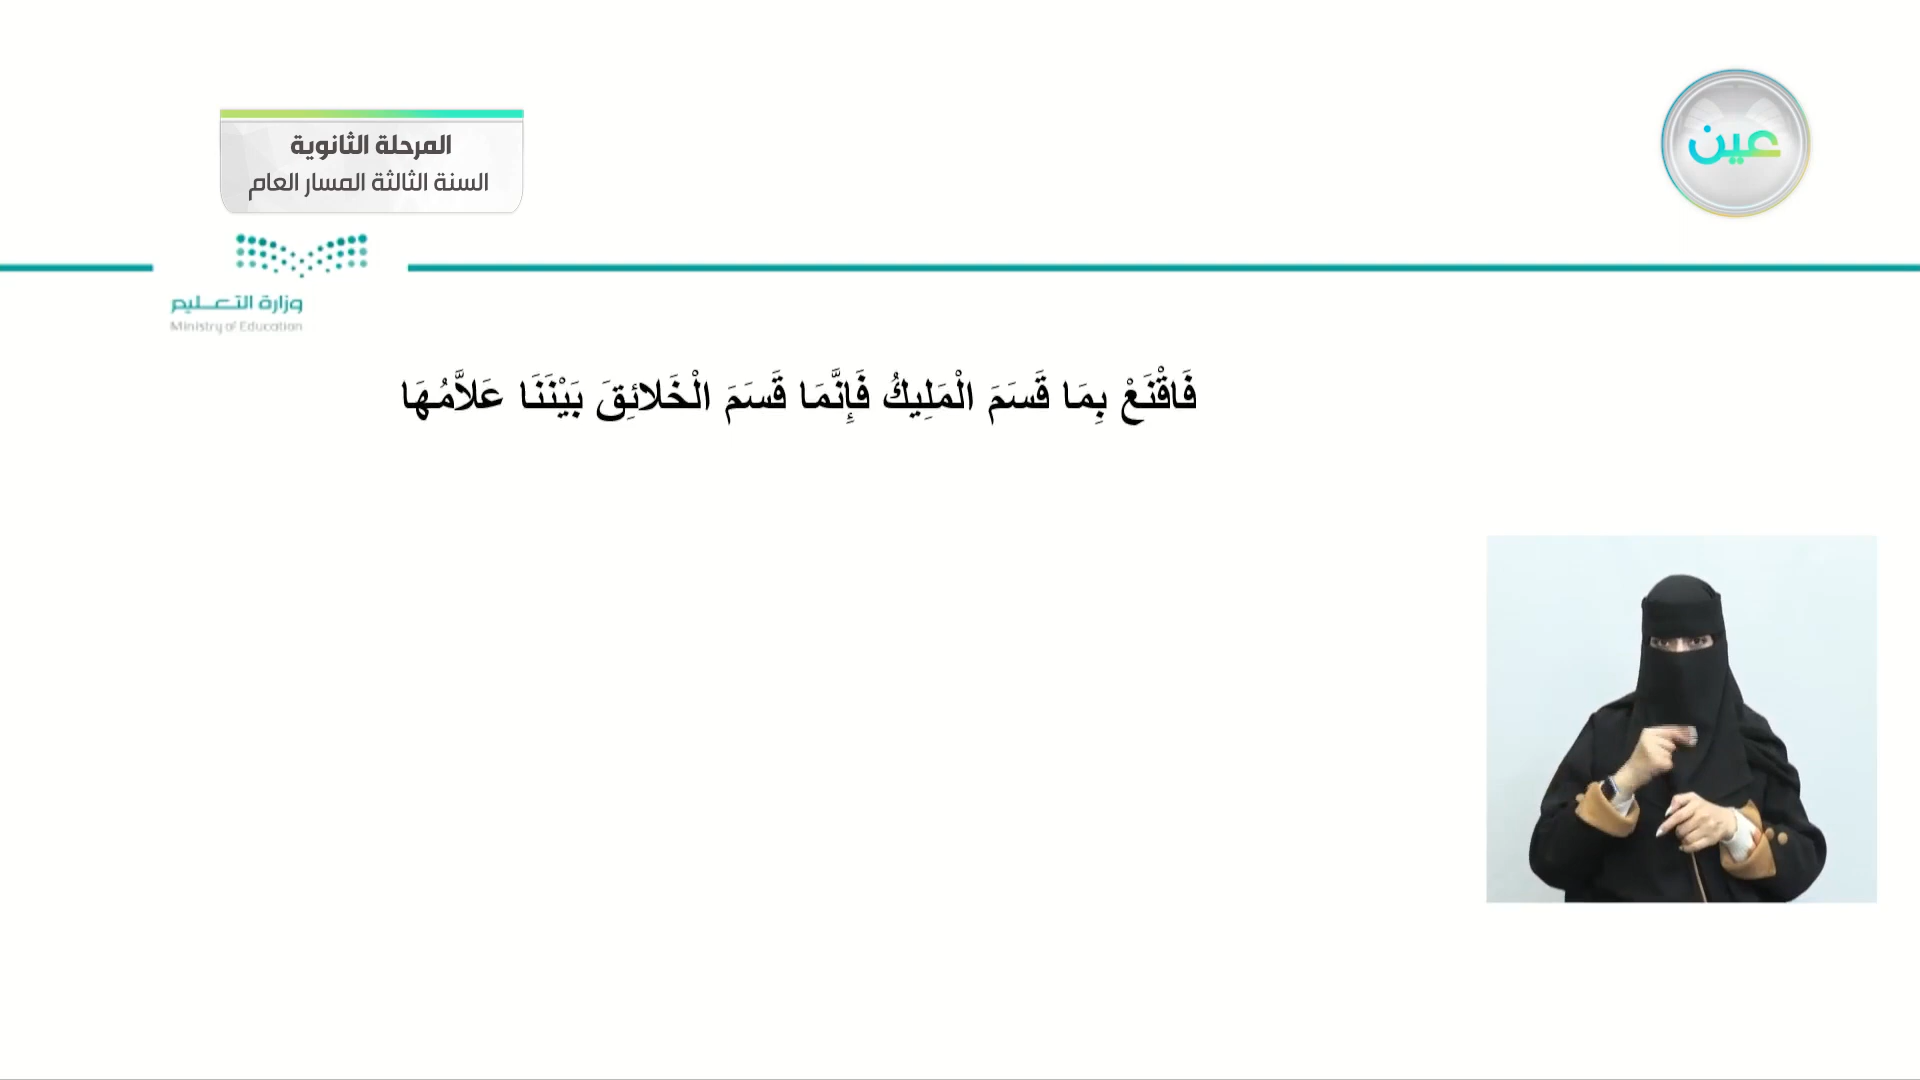 المرحلة الثانوية
السنة الثالثة المسار العام
عين
وزارة التعليم
Ministry of Education
فَاقْنَعْ بِمَا قَسَمَ الْمَلِيكُ فَإِنَّمَا قَسَمَ الْخَلائِقَ بَيْنَنَا عَلاَّمُهَا